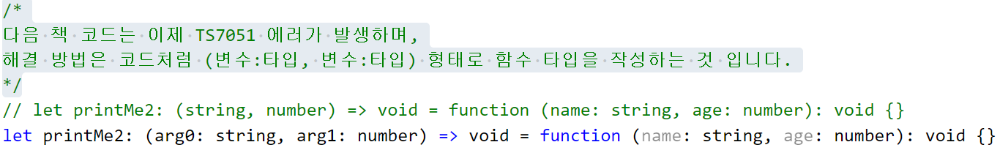 /*
다음 책 코드는 이제 TS7051 에러가 발생하며,
해결 방법은 코드처럼 (변수:타입, 변수:타입) 형태로 함수 타입을 작성하는 것 입니다.
*/
// let printMe2: (string, number) => void = function (name: string, age: number): void {}
let printMe2: (arg0: string, arg1: number) => void = function (name: string, age: number): void {}